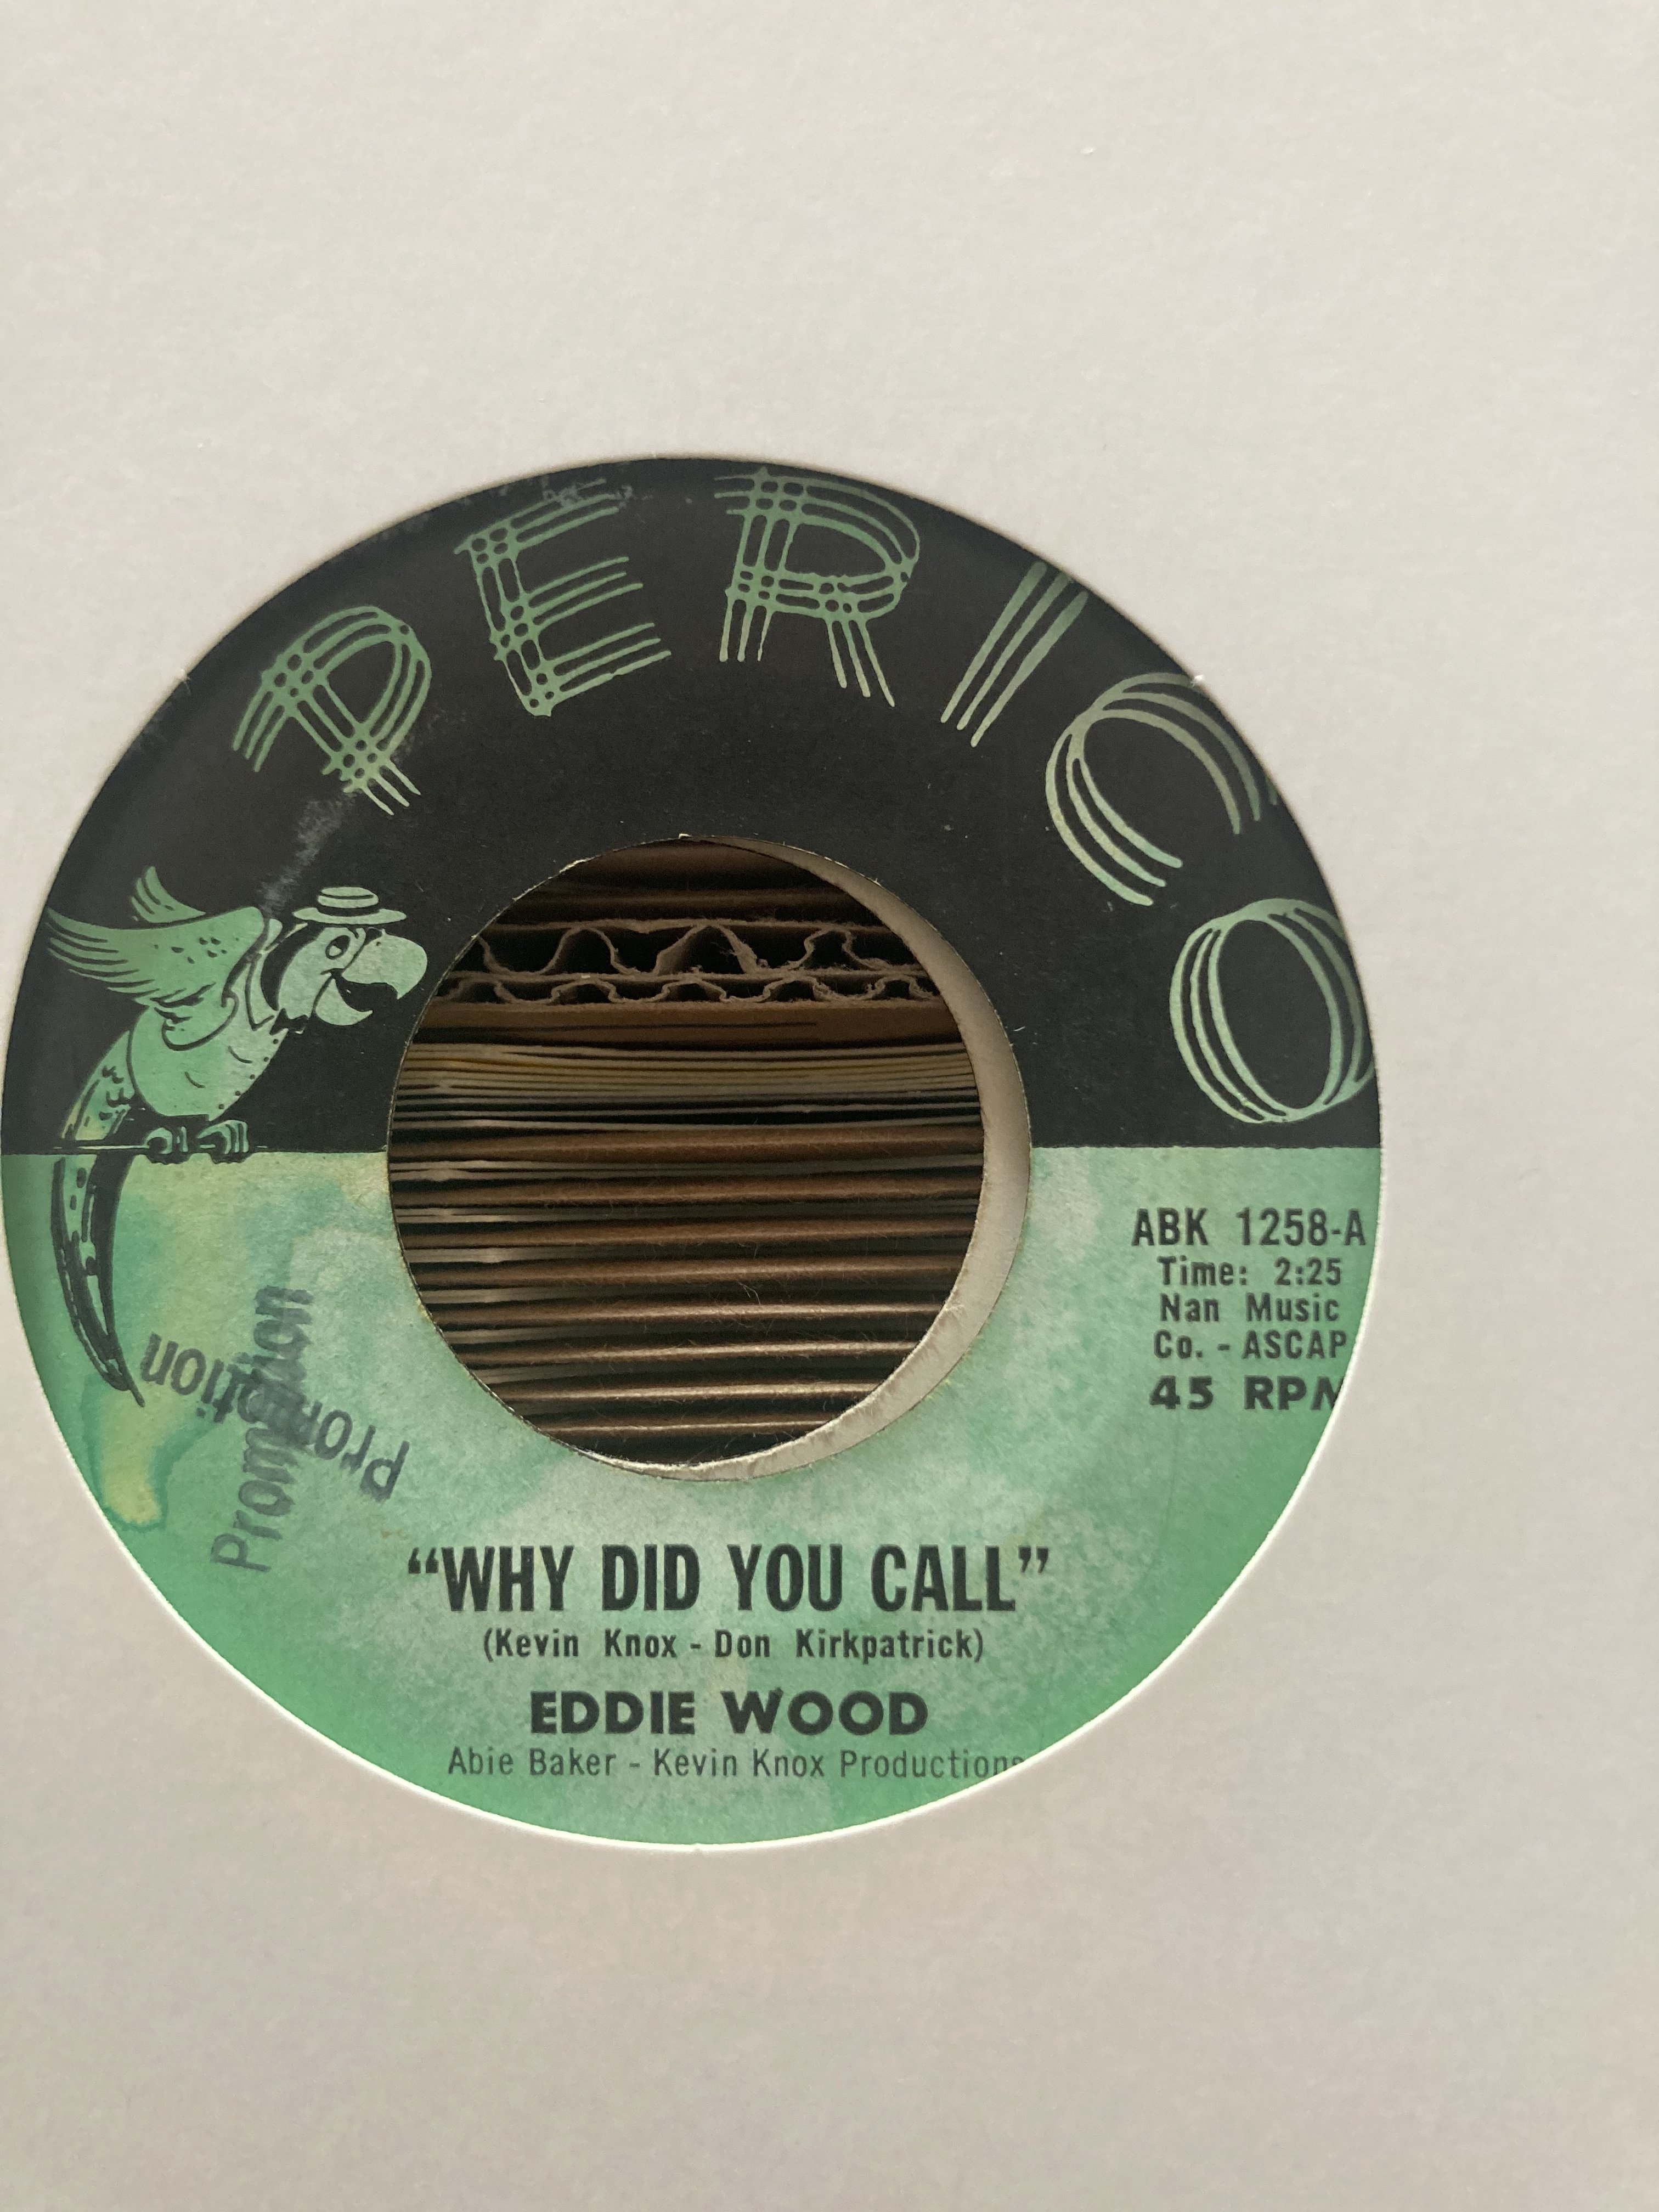 PERICO
ABK 1258-A
Time: 2:25
Nan Music
Co. - ASCAP
45 RPM
Promotion
Promotion
“WHY DID YOU CALL”
(Kevin Knox - Don Kirkpatrick)
EDDIE WOOD
Abie Baker - Kevin Knox Productions